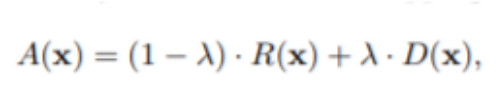 A(x) = (1 − λ) · R(x) + λ · D(x),